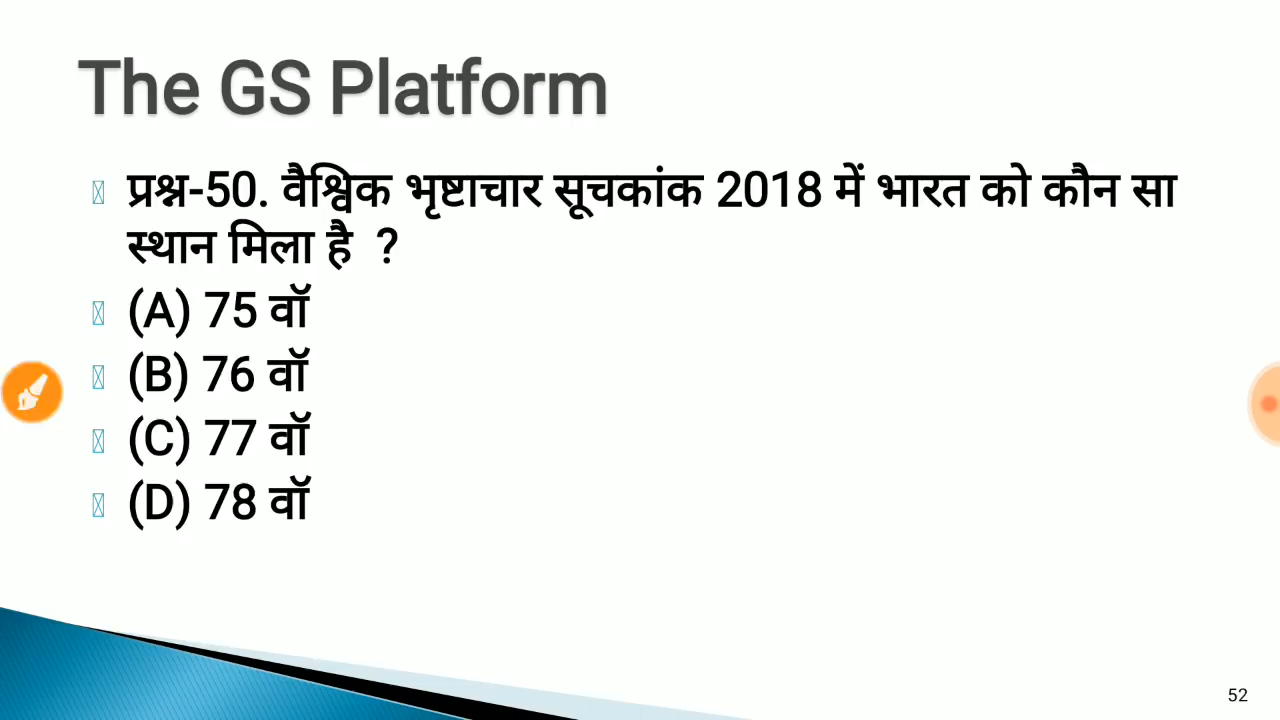 The GS Platform
प्रश्न-50. वैश्विक भृष्टाचार सूचकांक 2018 में भारत को कौन सा
स्थान मिला है ?
(A) 75 वॉ
(B) 76 वॉ
(C) 77 वॉ
(D) 78 वॉ
52